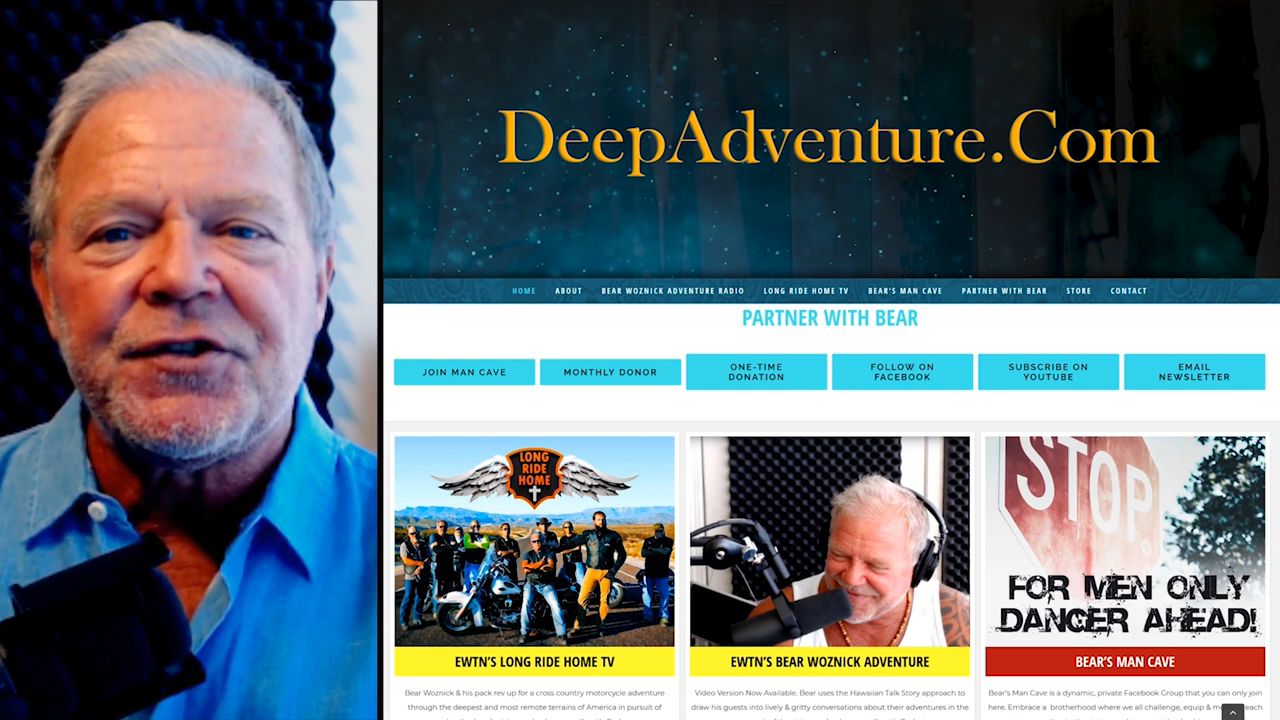 DeepAdventure.Com
HOME ABOUT BEAR WOZNICK ADVENTURE RADIO LONG RIDE HOME TV BEAR'S MAN CAVE PARTNER WITH BEAR STORE CONTACT
PARTNER WITH BEAR
JOIN MAN CAVE
MONTHLY DONOR
ONE-TIME
DONATION
FOLLOW ON
FACEBOOK
SUBSCRIBE ON
YOUTUBE
EMAIL
NEWSLETTER
LONG
RIDE
HOME
STOP
FOR MEN ONLY
DANGER AHEAD!
EWTN'S LONG RIDE HOME TV
EWTN'S BEAR WOZNICK ADVENTURE
BEAR'S MAN CAVE
Bear Woznick & his pack rev up for a cross country motorcycle adventure
through the deepest and most remote terrains of America in pursuit of
Video Version Now Available. Bear uses the Hawaiian Talk Story approach to
draw his guests into lively & gritty conversations about their adventures in the
Bear's Man Cave is a dynamic, private Facebook Group that you can only join
here. Embrace a brotherhood where we all challenge, equip &